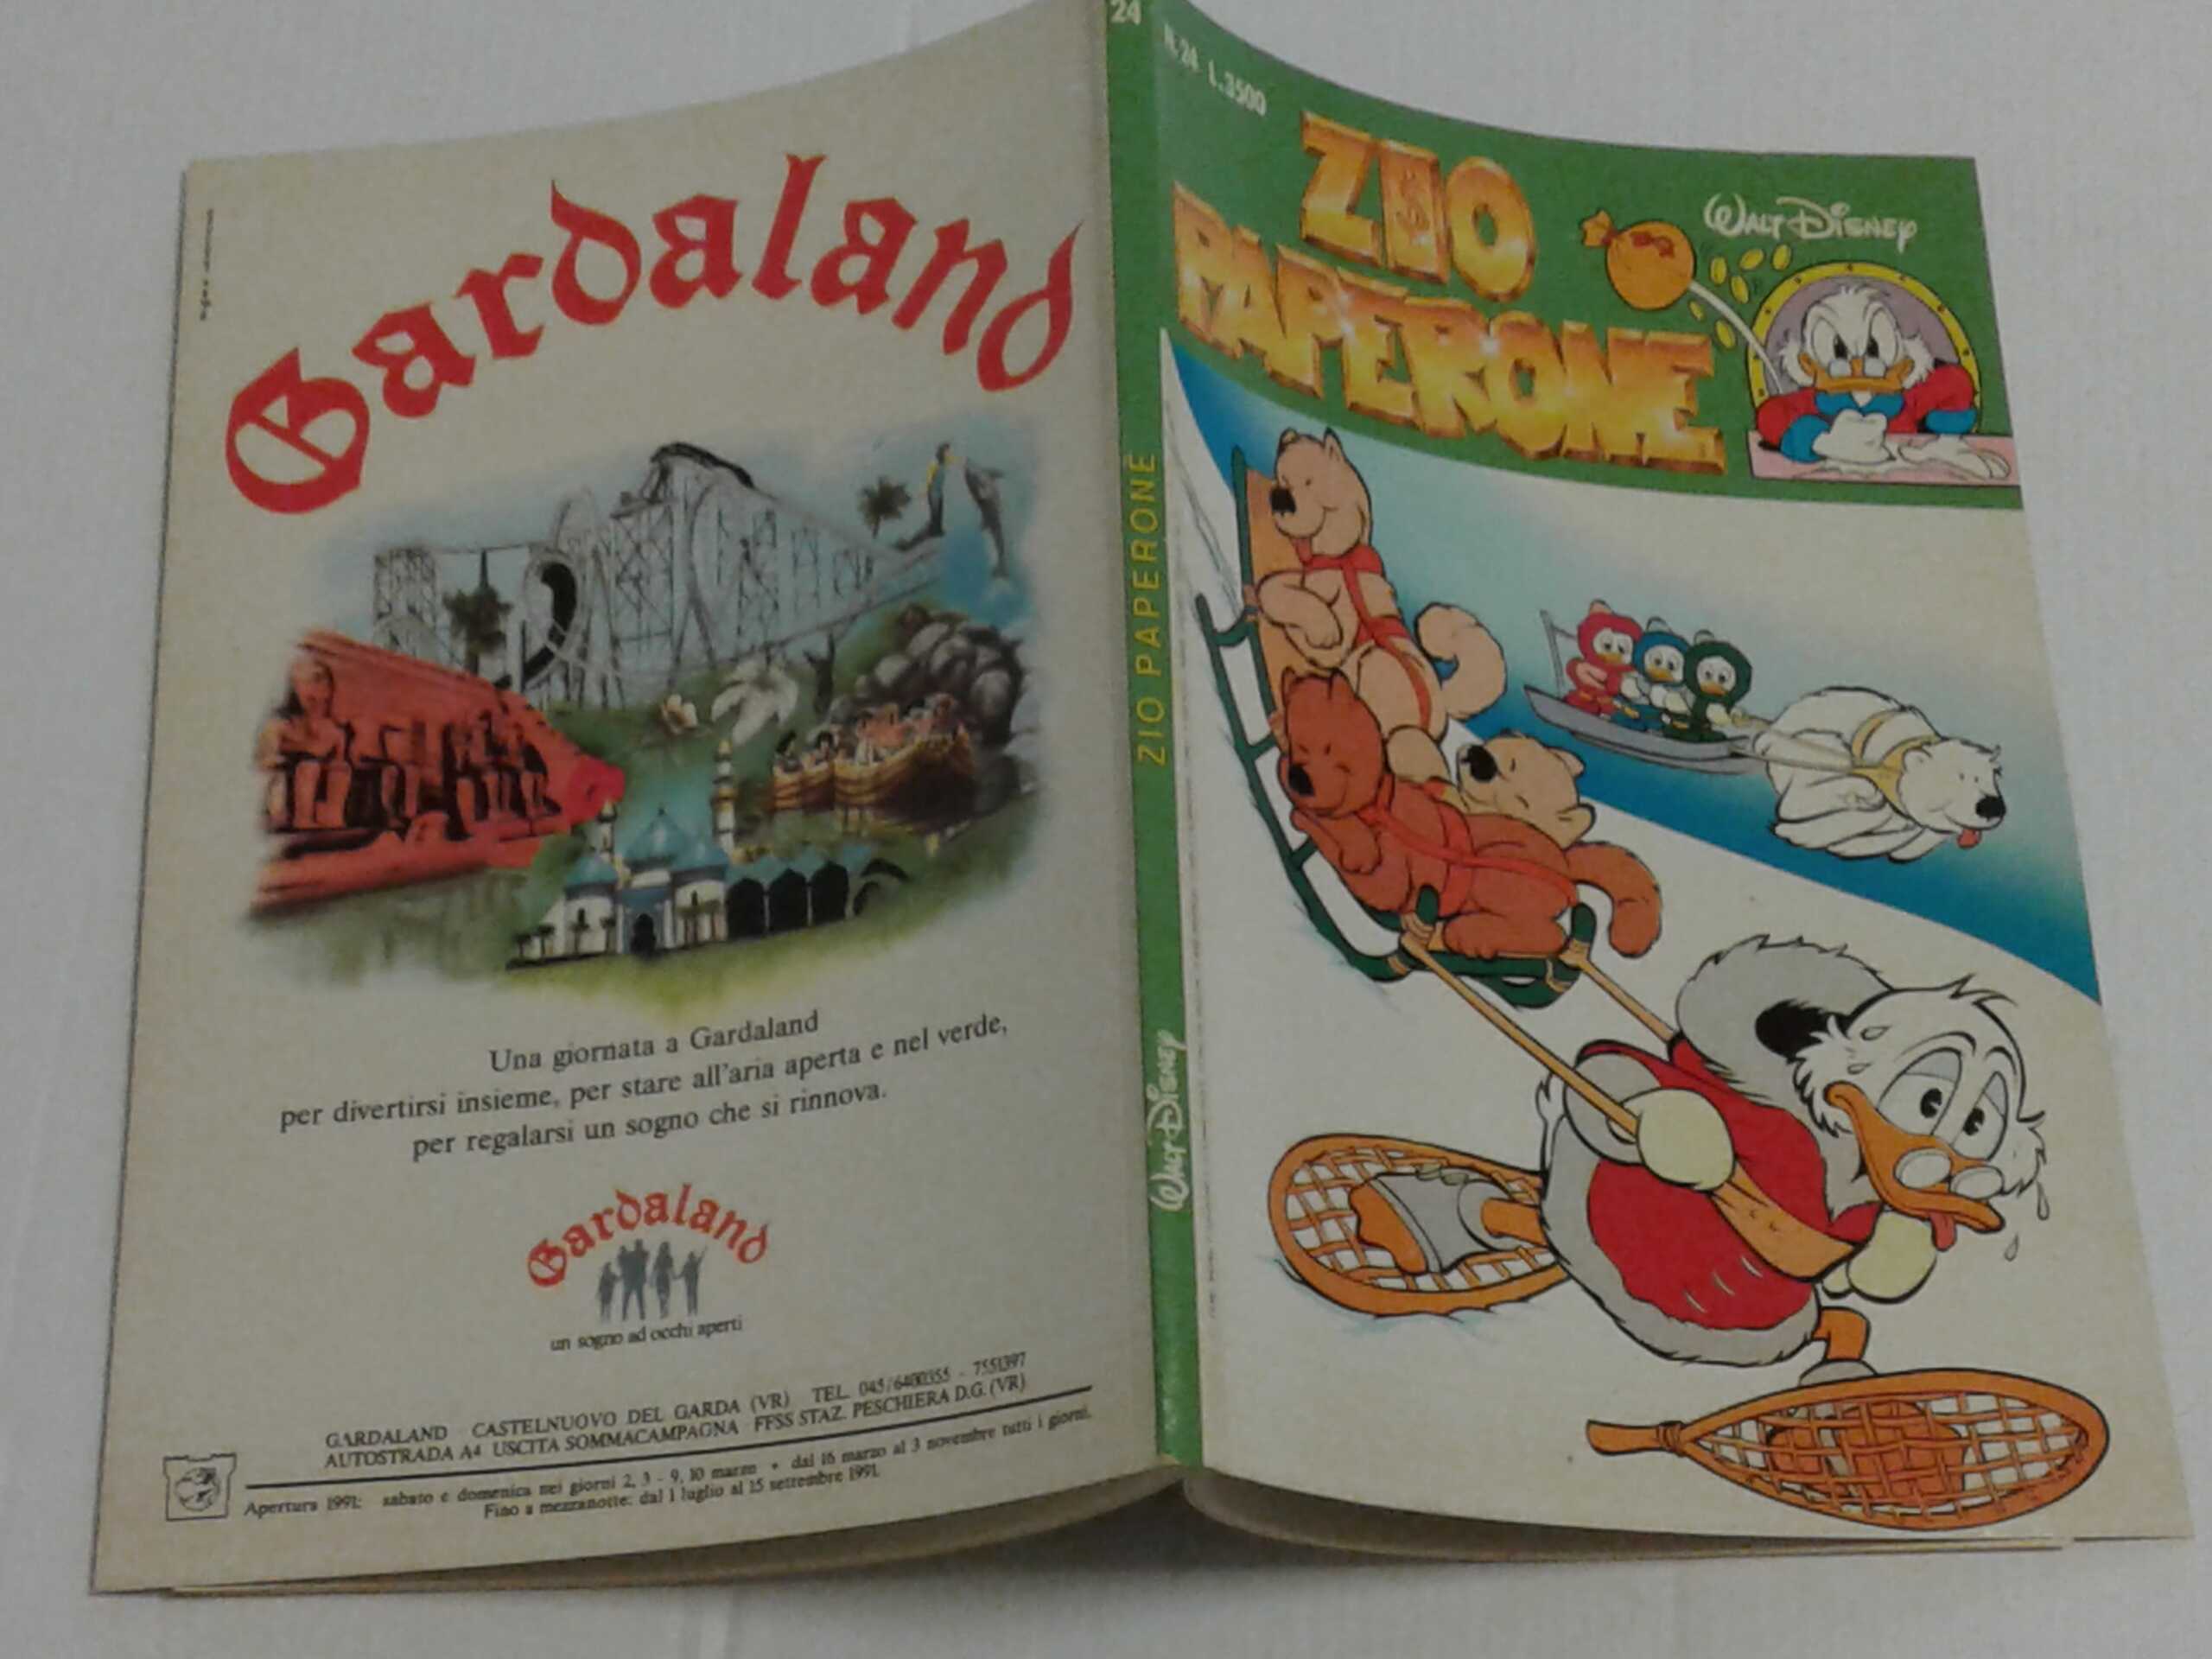 Gardaland
Una giornata a Gardaland
per divertirsi insieme, per stare all'aria aperta e nel verde,
per regalarsi un sogno che si rinnova.
Gardaland
un sogno ad occhi aperti
GARDALAND CASTELNUOVO DEL GARDA (VR) TEL. 045/6400355 - 7551397
AUTOSTRADA A4 USCITA SOMMACAMPAGNA FFSS STAZ. PESCHIERA D.G. (VR)
Apertura 1991: sabato e domenica nei giorni 2, 3 - 9, 10 marzo • dal 16 marzo al 3 novembre tutti i giorni.
Fino a mezzanotte: dal 1 luglio al 15 settembre 1991.
24
ZIO PAPERONE
WALT DISNEY
N. 24 L. 3500
ZIO
PAPERONE
WALT DISNEY